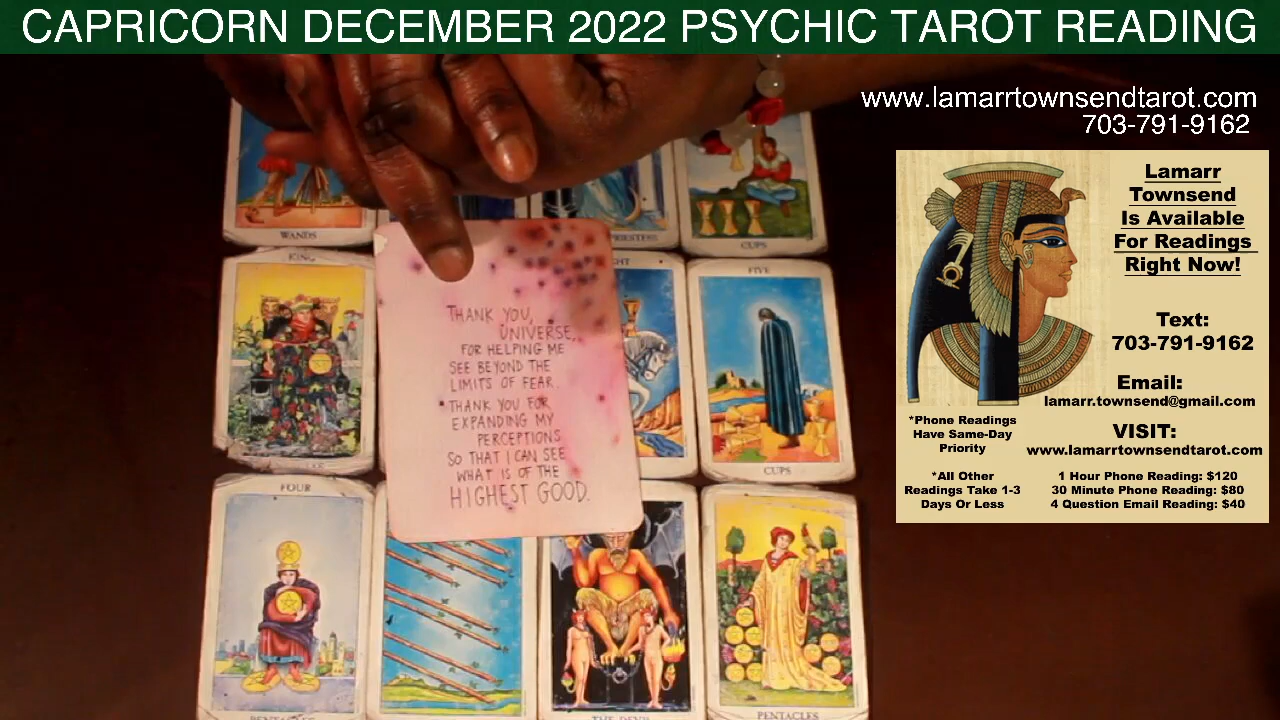 CAPRICORN DECEMBER 2022 PSYCHIC TAROT READING
www.lamarrtownsendtarot.com
703-791-9162
Lamarr
Townsend
Is Available
For Readings
Right Now!
Text:
703-791-9162
Email:
lamarr.townsend@gmail.com
VISIT:
www.lamarrtownsendtarot.com
*Phone Readings
Have Same-Day
Priority
*All Other
Readings Take 1-3
Days Or Less
1 Hour Phone Reading: $120
30 Minute Phone Reading: $80
4 Question Email Reading: $40
WANDS
CUPS
KING
FIVE
CUPS
THANK YOU,
UNIVERSE,
FOR HELPING ME
SEE BEYOND THE
LIMITS OF FEAR.
THANK YOU FOR
EXPANDING MY
PERCEPTIONS
SO THAT I CAN SEE
WHAT IS OF THE
HIGHEST GOOD.
FOUR
PENTACLES
THE DEVIL
PENTACLES